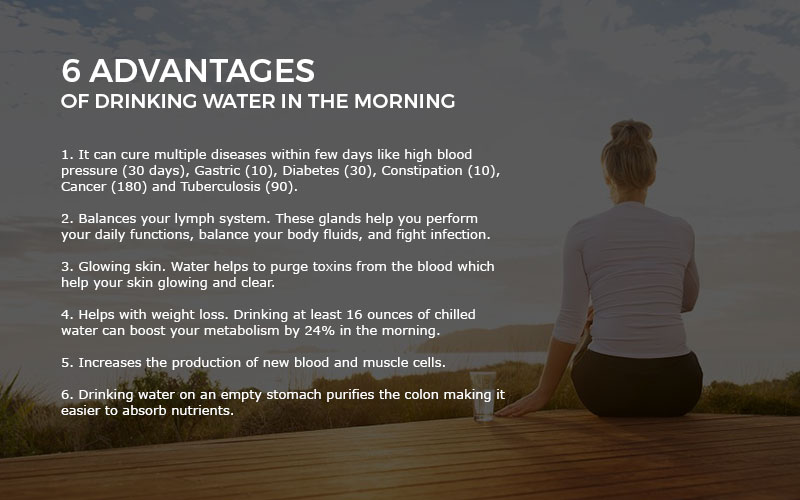 6 ADVANTAGES
OF DRINKING WATER IN THE MORNING
1. It can cure multiple diseases within few days like high blood
pressure (30 days), Gastric (10), Diabetes (30), Constipation (10),
Cancer (180) and Tuberculosis (90).
2. Balances your lymph system. These glands help you perform
your daily functions, balance your body fluids, and fight infection.
3. Glowing skin. Water helps to purge toxins from the blood which
help your skin glowing and clear.
4. Helps with weight loss. Drinking at least 16 ounces of chilled
water can boost your metabolism by 24% in the morning.
5. Increases the production of new blood and muscle cells.
6. Drinking water on an empty stomach purifies the colon making it
easier to absorb nutrients.